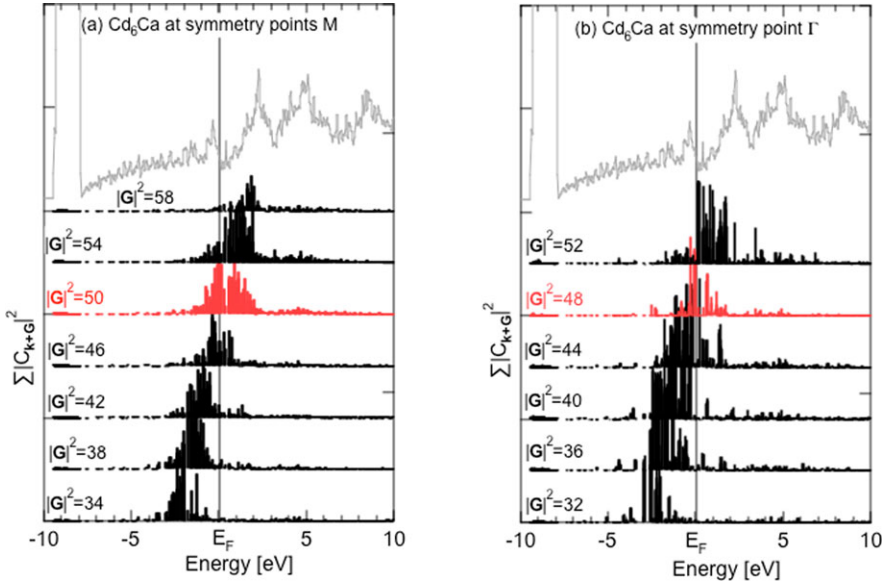 (a) Cd₆Ca at symmetry points M
|G|²=58
|G|²=54
|G|²=50
|G|²=46
|G|²=42
|G|²=38
|G|²=34
Σ|Cₖ₊G|²
-10 -5 E_F 5 10
Energy [eV]
(b) Cd₆Ca at symmetry point Γ
|G|²=52
|G|²=48
|G|²=44
|G|²=40
|G|²=36
|G|²=32
Σ|Cₖ₊G|²
-10 -5 E_F 5 10
Energy [eV]